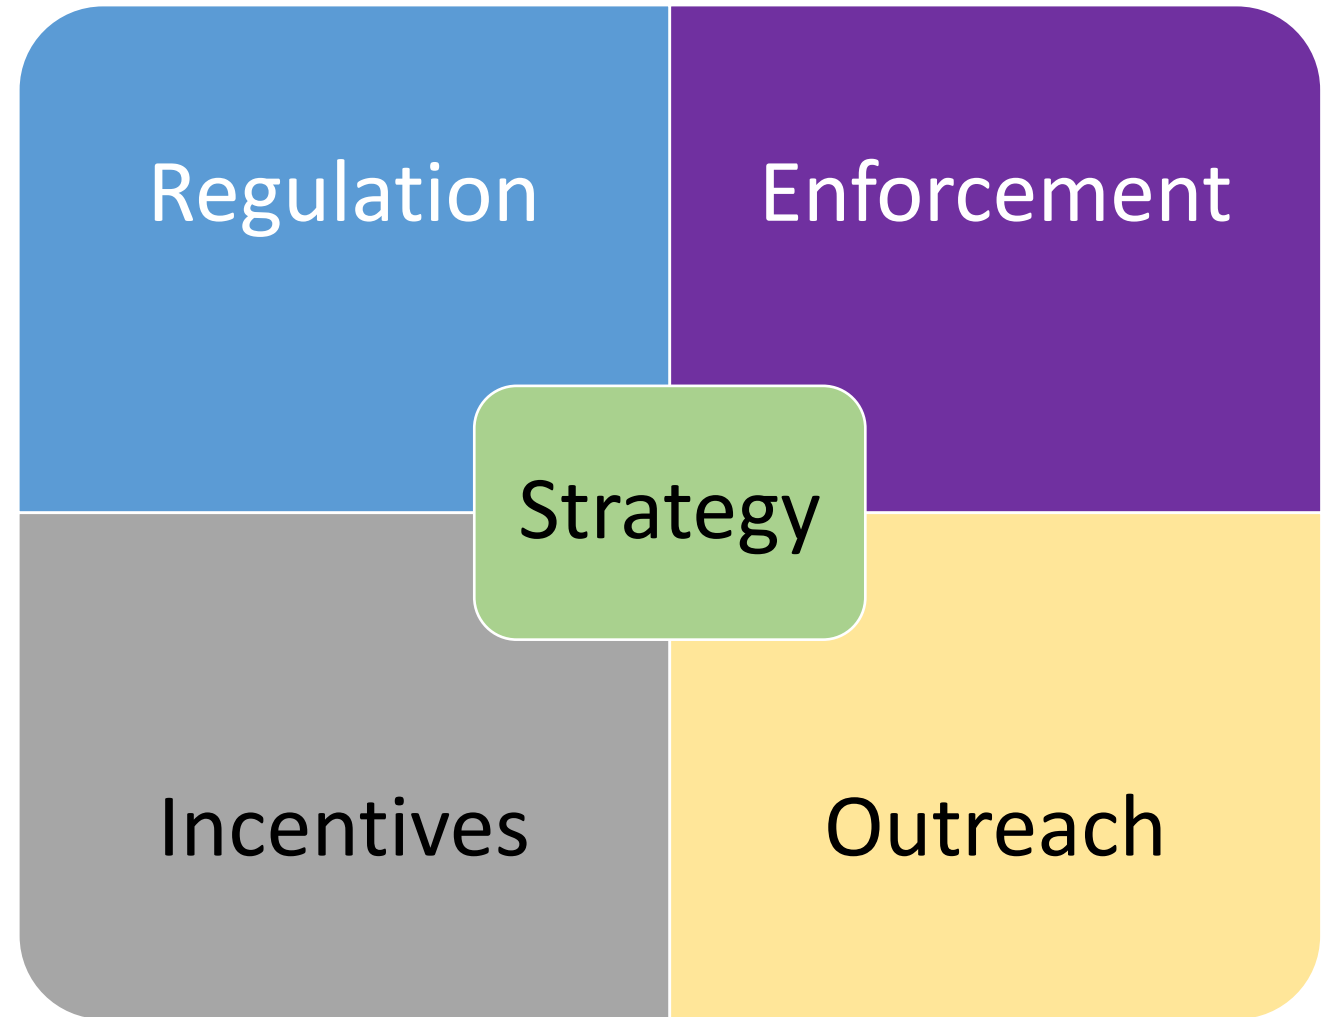 Regulation
Enforcement
Strategy
Incentives
Outreach